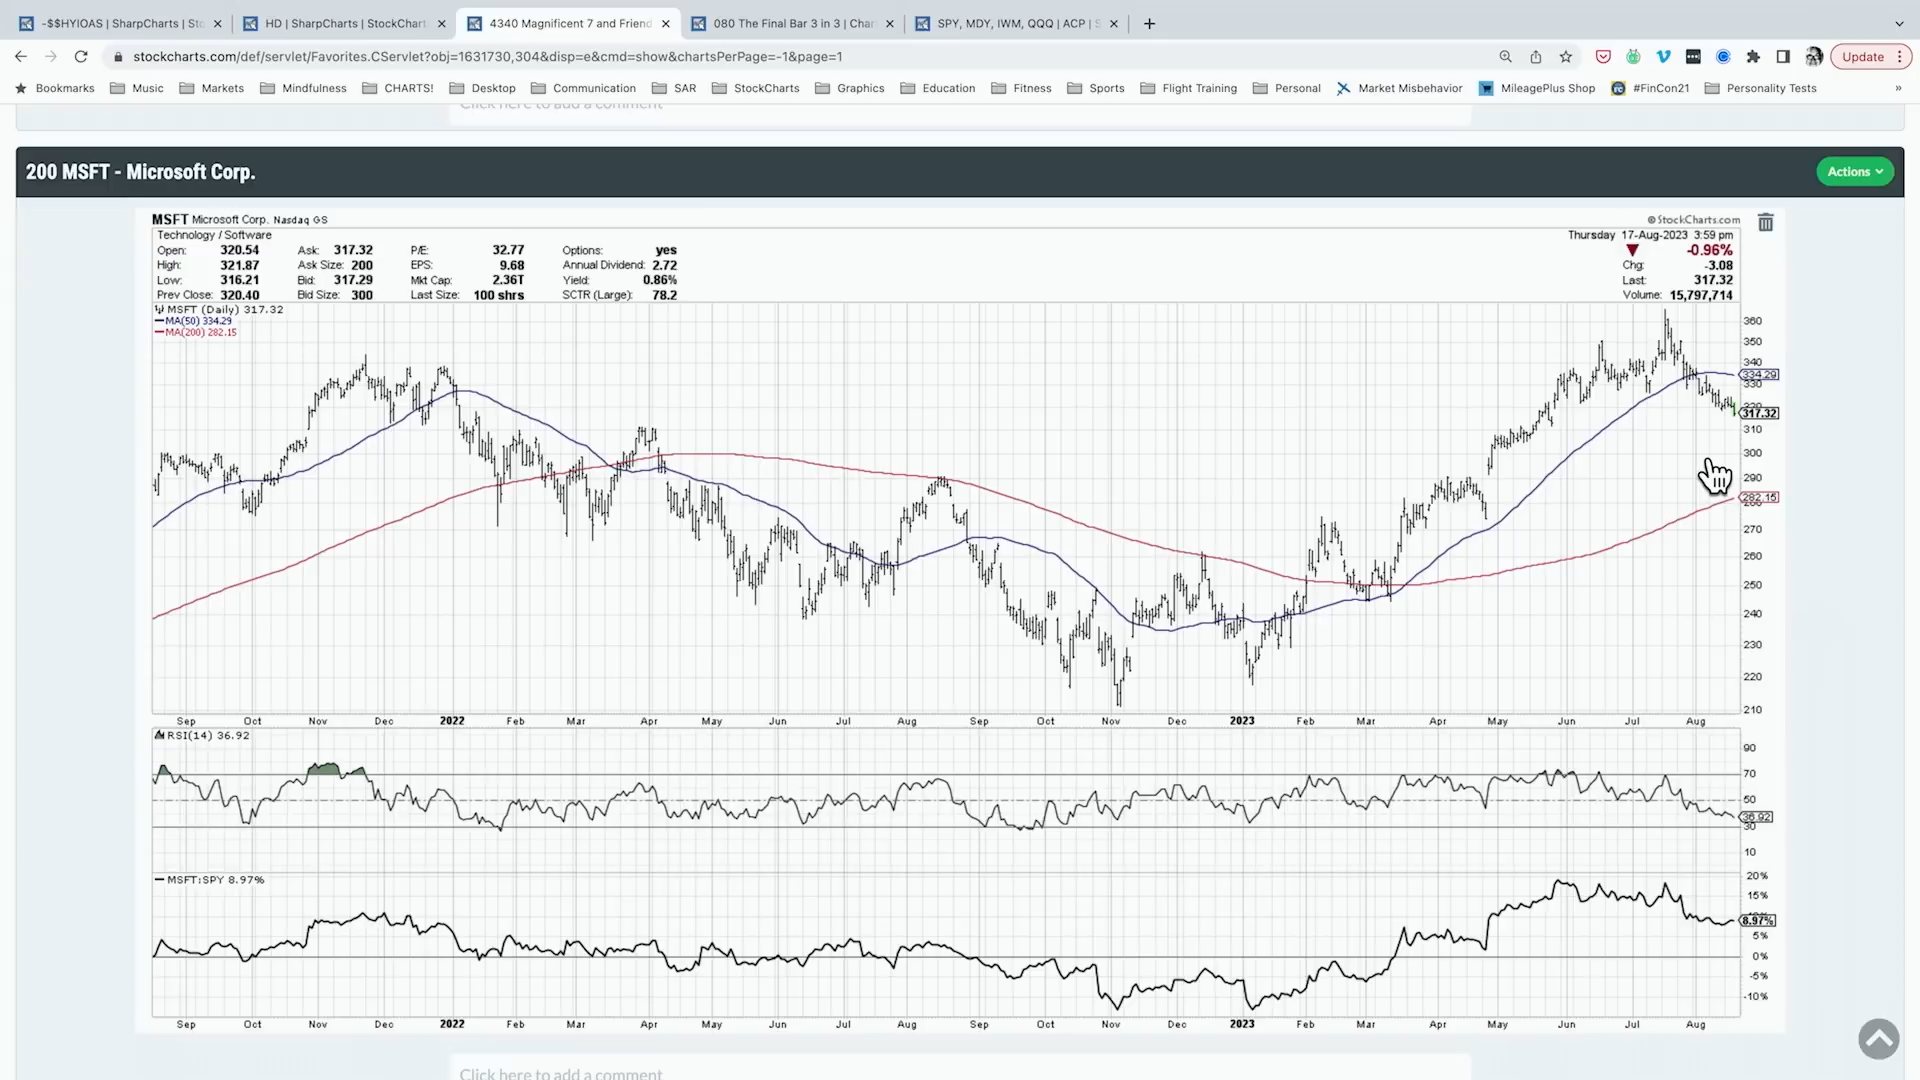 -$$HYIOAS | SharpCharts | Sto
HD | SharpCharts | StockChart
4340 Magnificent 7 and Friend
080 The Final Bar 3 in 3 | Char
SPY, MDY, IWM, QQQ | ACP | S
stockcharts.com/def/servlet/Favorites.CServlet?obj=1631730,304&disp=e&cmd=show&chartsPerPage=-1&page=1
Update
Bookmarks Music Markets Mindfulness CHARTS! Desktop Communication SAR StockCharts Graphics Education Fitness Sports Flight Training Personal Market Misbehavior MileagePlus Shop #FinCon21 Personality Tests »
Click here to add a comment
200 MSFT - Microsoft Corp.
Actions
MSFT Microsoft Corp. Nasdaq GS
© StockCharts.com
Technology / Software
Thursday 17-Aug-2023 3:59 pm
Open: 320.54 Ask: 317.32 P/E: 32.77 Options: yes
-0.96%
High: 321.87 Ask Size: 200 EPS: 9.68 Annual Dividend: 2.72
Chg: -3.08
Low: 316.21 Bid: 317.29 Mkt Cap: 2.36T Yield: 0.86%
Last: 317.32
Prev Close: 320.40 Bid Size: 300 Last Size: 100 shrs SCTR (Large): 78.2
Volume: 15,797,714
MSFT (Daily) 317.32
MA(50) 334.29
MA(200) 282.15
360
350
340
334.29
330
317.32
310
300
290
282.15
270
260
250
240
230
220
210
Sep Oct Nov Dec 2022 Feb Mar Apr May Jun Jul Aug Sep Oct Nov Dec 2023 Feb Mar Apr May Jun Jul Aug
RSI(14) 36.92
90
70
50
36.92
30
10
MSFT:SPY 8.97%
20%
15%
8.97%
5%
0%
-5%
-10%
Sep Oct Nov Dec 2022 Feb Mar Apr May Jun Jul Aug Sep Oct Nov Dec 2023 Feb Mar Apr May Jun Jul Aug
Click here to add a comment